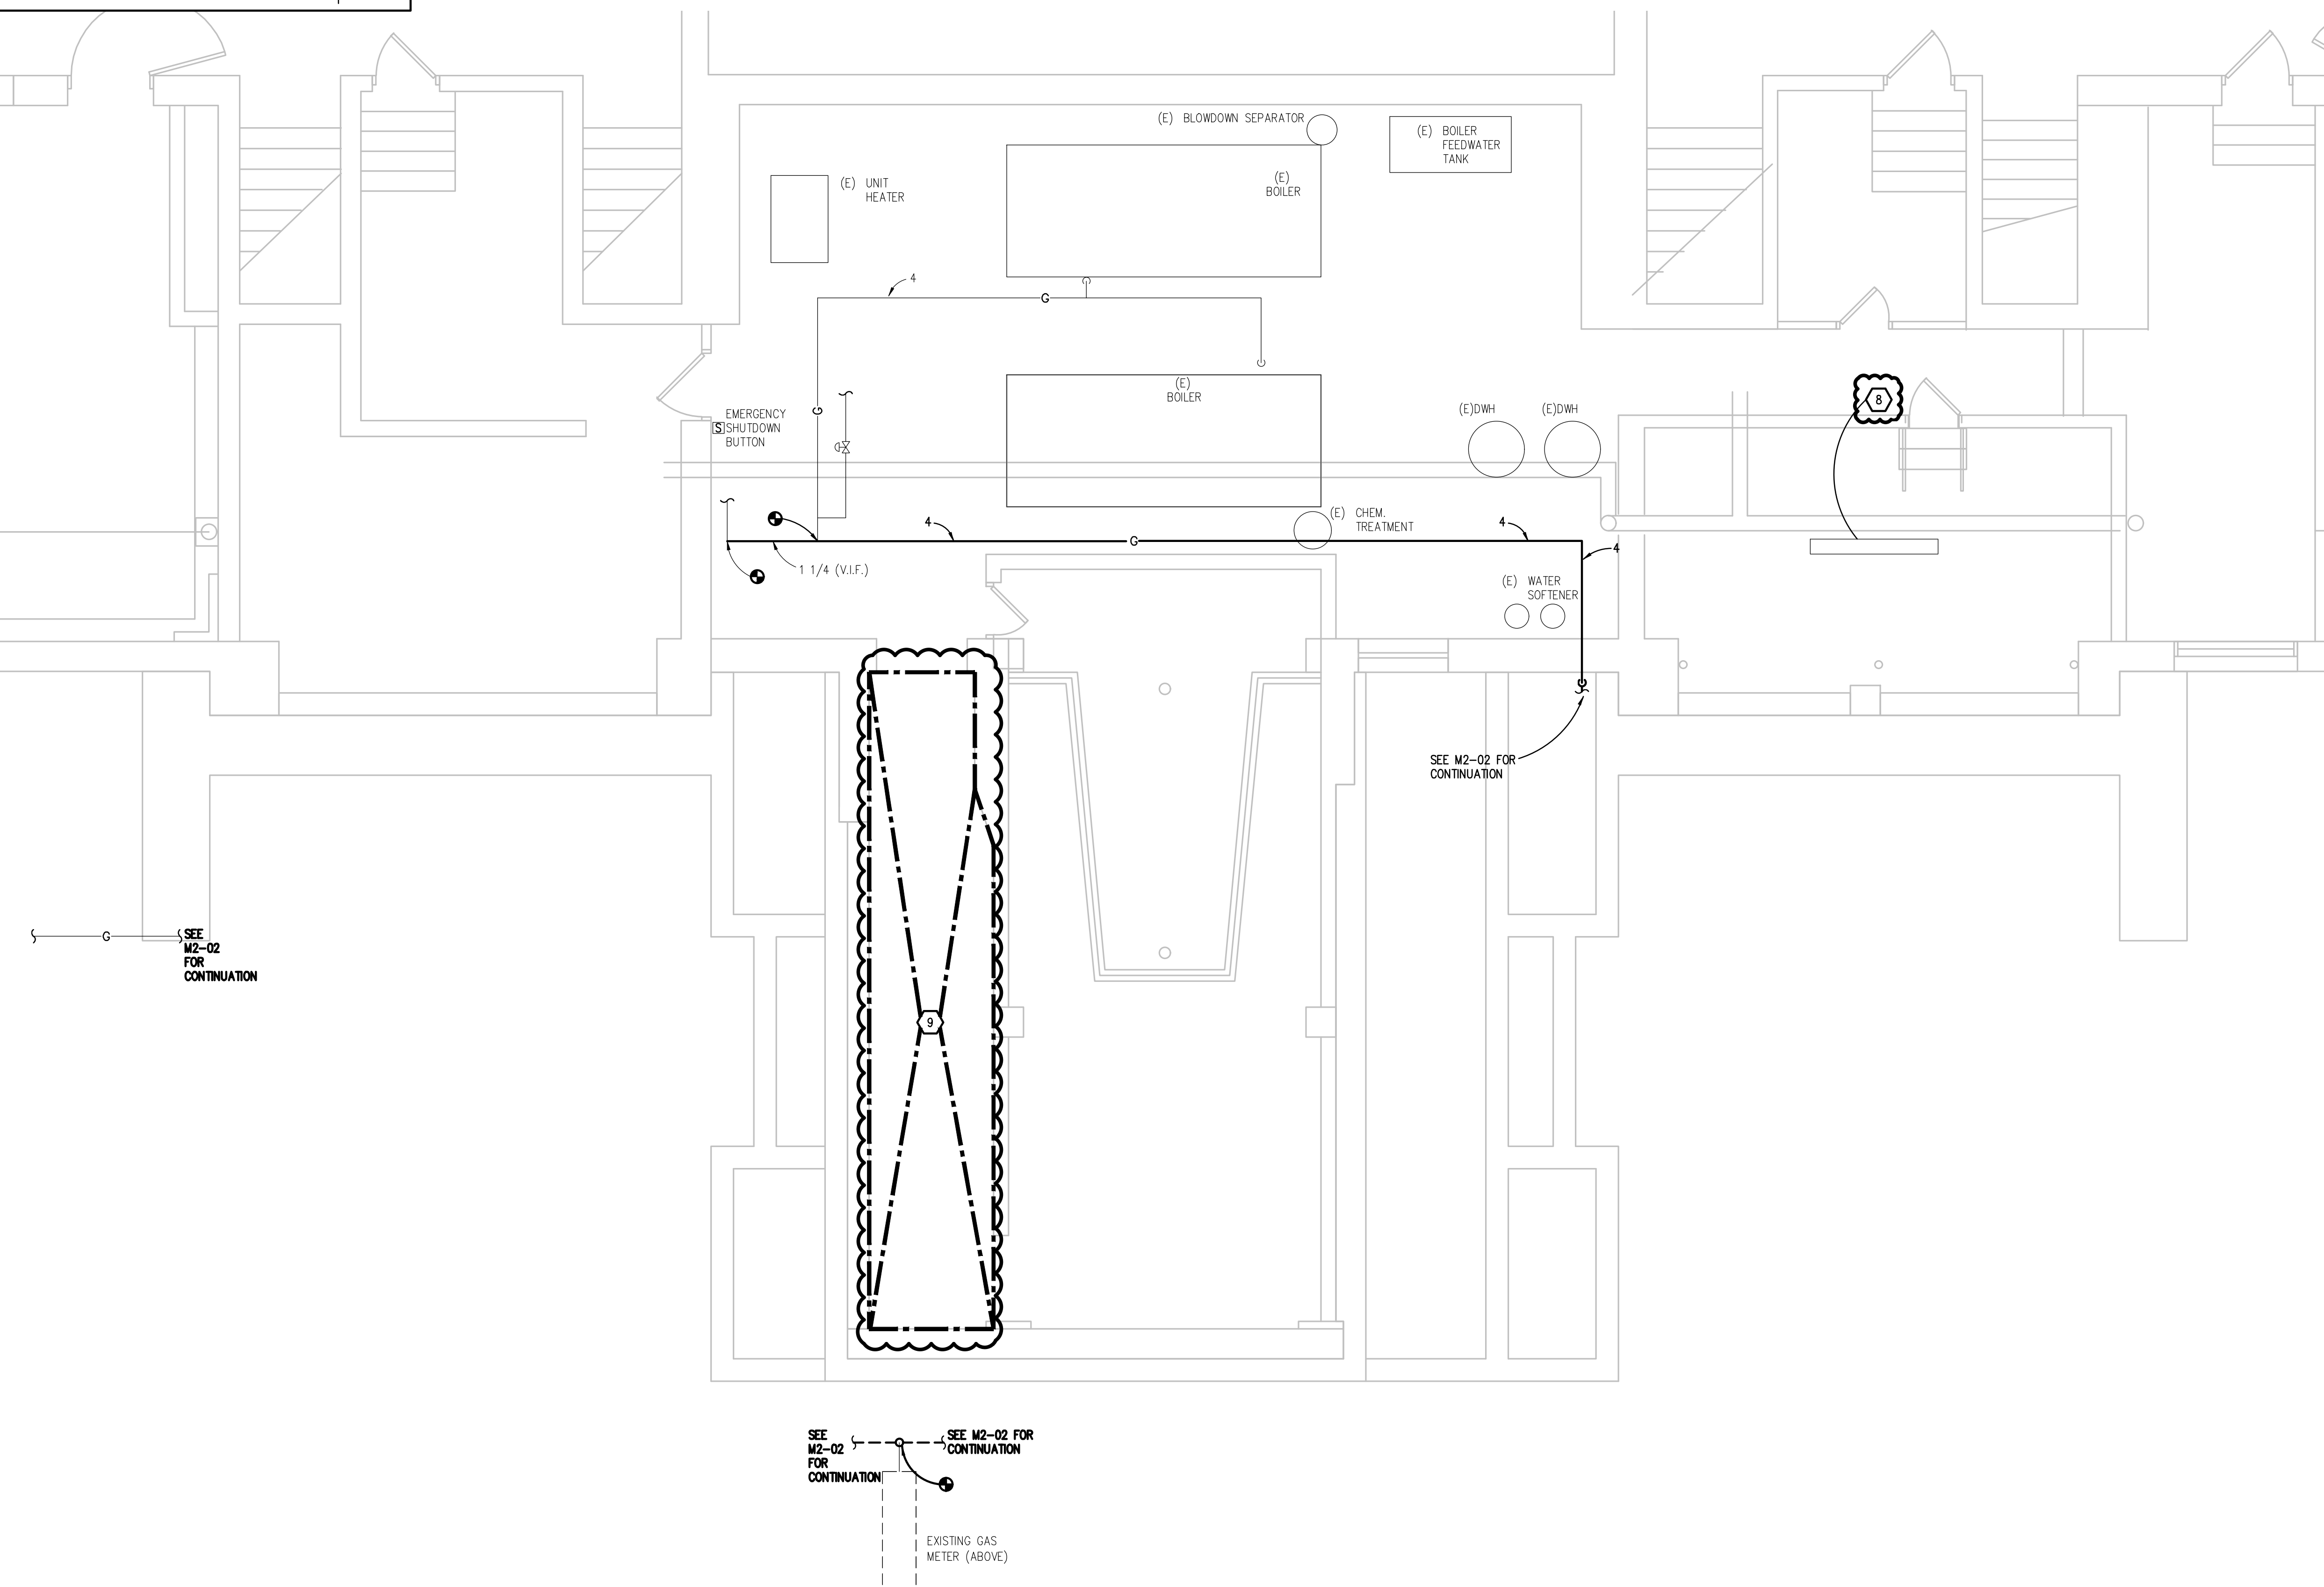 (E) BLOWDOWN SEPARATOR
(E) BOILER
FEEDWATER
TANK
(E) UNIT
HEATER
(E)
BOILER
4
G
(E)
BOILER
G
EMERGENCY
S SHUTDOWN
BUTTON
(E)DWH
(E)DWH
8
(E) CHEM.
TREATMENT
4
G
4
4
1 1/4 (V.I.F.)
(E) WATER
SOFTENER
SEE M2-02 FOR
CONTINUATION
G
SEE
M2-02
FOR
CONTINUATION
9
SEE
M2-02
FOR
CONTINUATION
SEE M2-02 FOR
CONTINUATION
EXISTING GAS
METER (ABOVE)